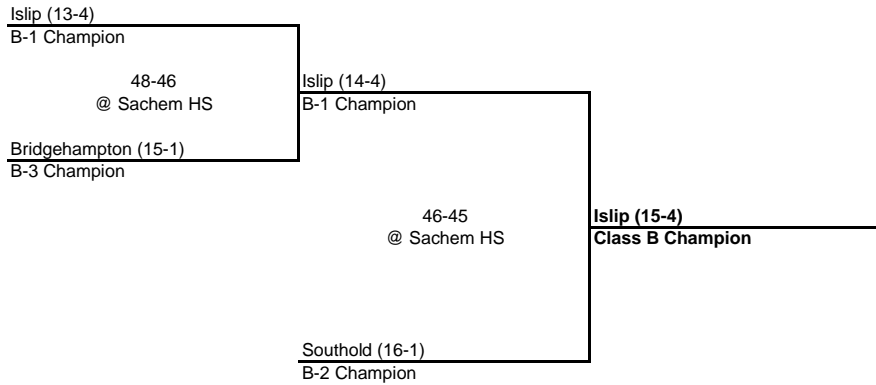 Islip (13-4)
B-1 Champion
48-46
@ Sachem HS
Islip (14-4)
B-1 Champion
Bridgehampton (15-1)
B-3 Champion
46-45
@ Sachem HS
Islip (15-4)
Class B Champion
Southold (16-1)
B-2 Champion